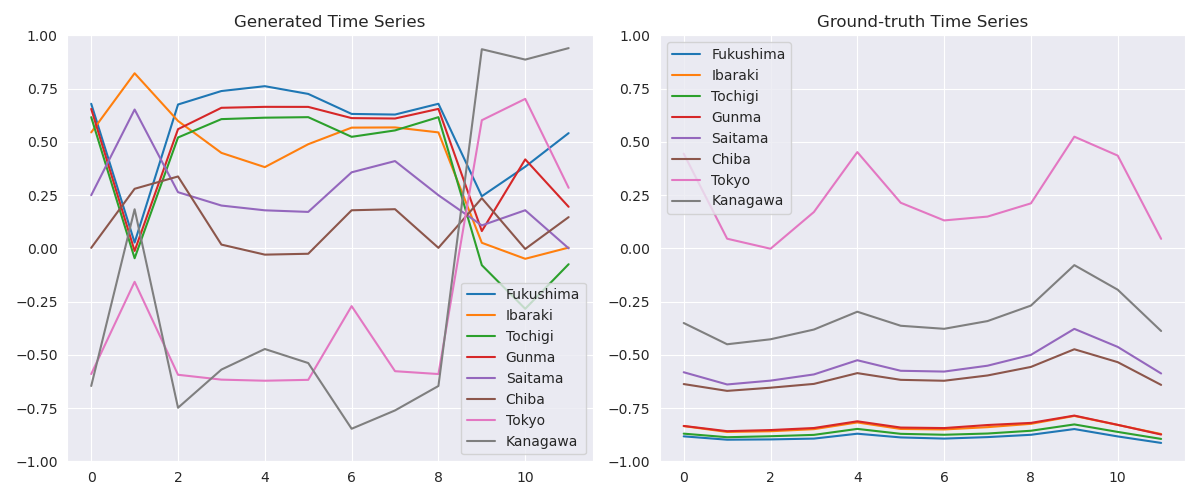 Generated Time Series
1.00
0.75
0.50
0.25
0.00
−0.25
−0.50
−0.75
−1.00
0 2 4 6 8 10
Fukushima
Ibaraki
Tochigi
Gunma
Saitama
Chiba
Tokyo
Kanagawa
Ground-truth Time Series
1.00
0.75
0.50
0.25
0.00
−0.25
−0.50
−0.75
−1.00
0 2 4 6 8 10
Fukushima
Ibaraki
Tochigi
Gunma
Saitama
Chiba
Tokyo
Kanagawa